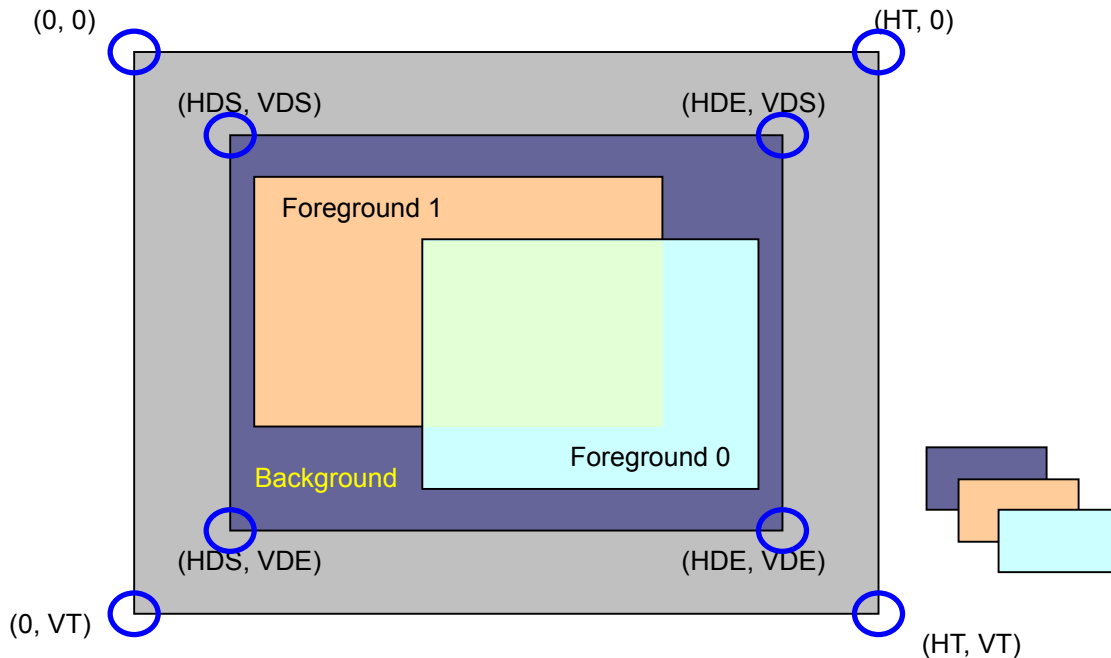 (0, 0)
(HT, 0)
(HDS, VDS)
(HDE, VDS)
Foreground 1
Foreground 0
Background
(HDS, VDE)
(HDE, VDE)
(0, VT)
(HT, VT)